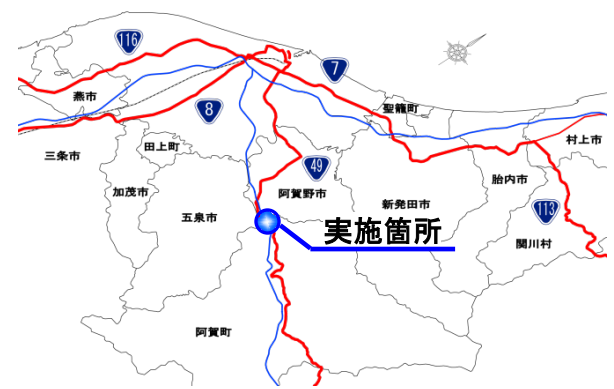 116
7
燕市
8
聖籠町
三条市
田上町
49
村上市
加茂市
阿賀野市
胎内市
五泉市
新発田市
113
実施箇所
関川村
阿賀町